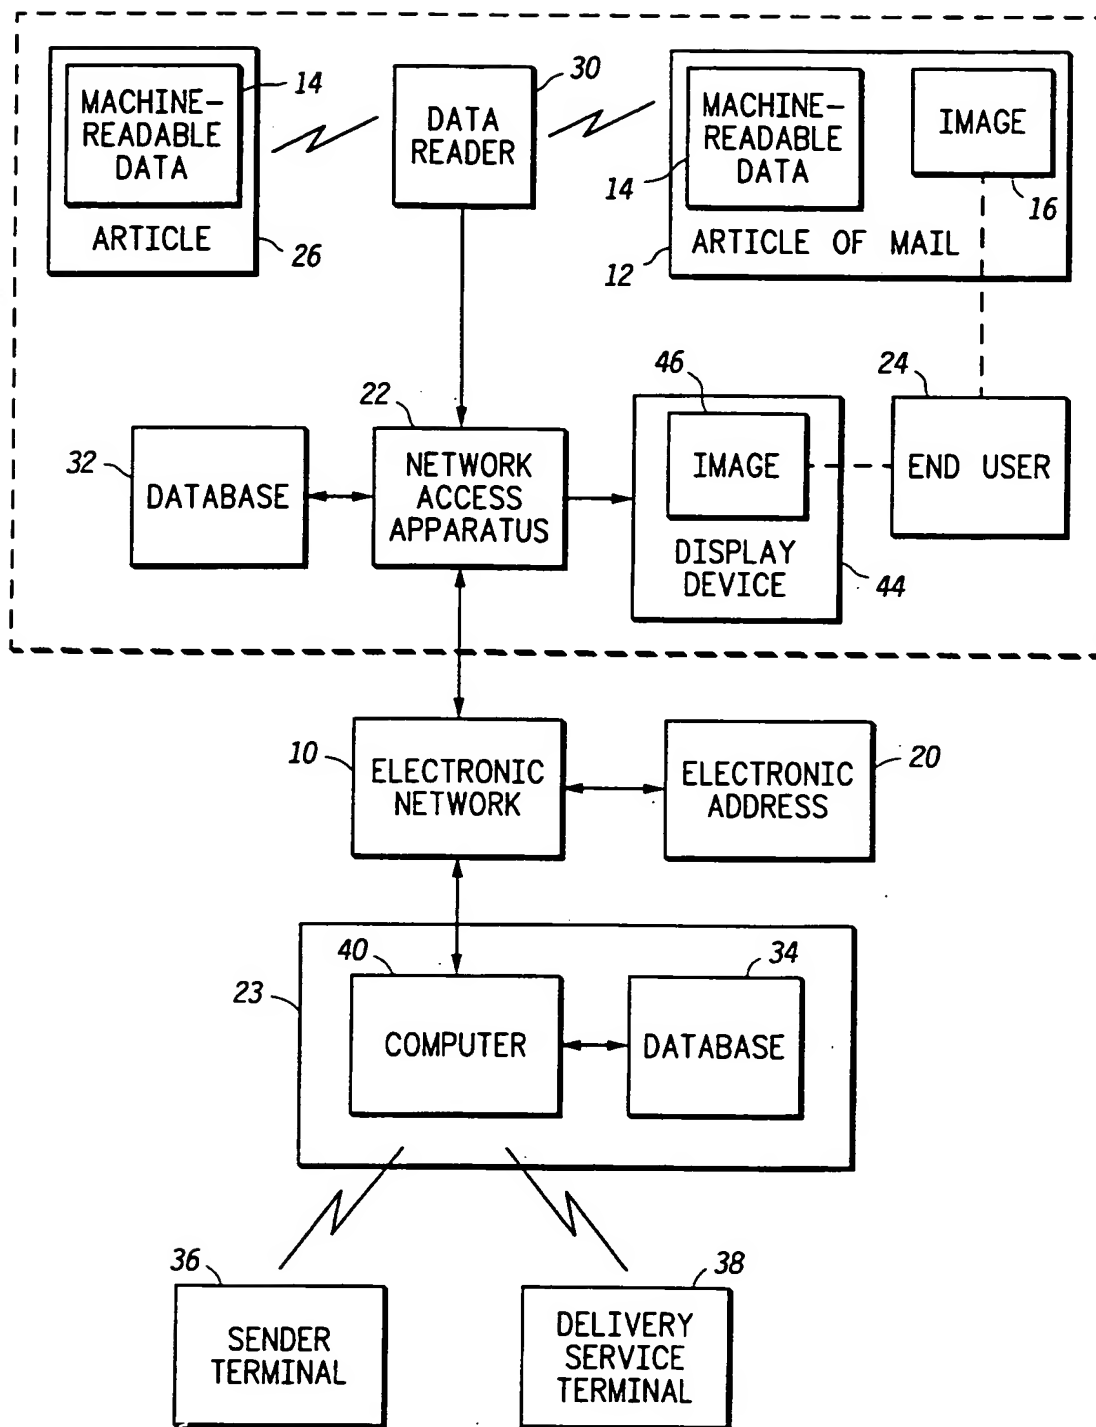 14
MACHINE-
READABLE
DATA
ARTICLE
26
30
DATA
READER
MACHINE-
READABLE
DATA
14
IMAGE
16
ARTICLE OF MAIL
12
32
DATABASE
22
NETWORK
ACCESS
APPARATUS
46
IMAGE
DISPLAY
DEVICE
44
24
END USER
10
ELECTRONIC
NETWORK
ELECTRONIC
ADDRESS
20
23
40
COMPUTER
34
DATABASE
36
SENDER
TERMINAL
38
DELIVERY
SERVICE
TERMINAL